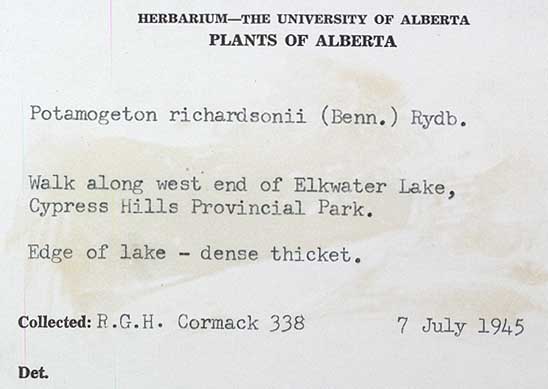 HERBARIUM—THE UNIVERSITY OF ALBERTA
PLANTS OF ALBERTA
Potamogeton richardsonii (Benn.) Rydb.
Walk along west end of Elkwater Lake,
Cypress Hills Provincial Park.
Edge of lake - dense thicket.
Collected: R.G.H. Cormack 338 7 July 1945
Det.